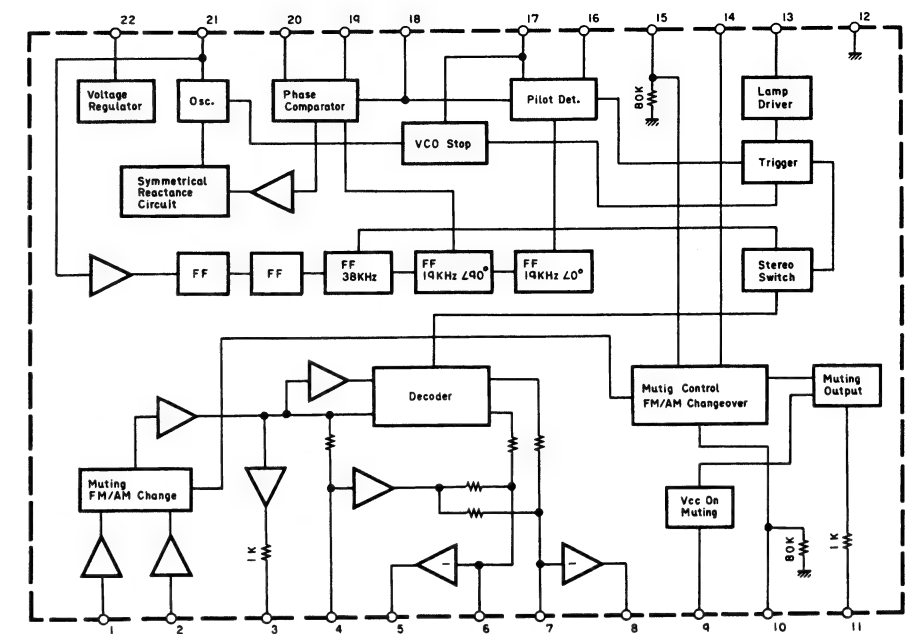 22 21 20 19 18 17 16 15 14 13 12
Voltage
Regulator
Osc.
Phase
Comparator
Pilot Det.
80K
Lamp
Driver
VCO Stop
Trigger
Symmetrical
Reactance
Circuit
FF
FF
FF
38KHz
FF
19KHz ∠90°
FF
19KHz ∠0°
Stereo
Switch
Decoder
Mutig Control
FM/AM Changeover
Muting
Output
Muting
FM/AM Change
Vcc On
Muting
1K
80K
1K
−
−
1 2 3 4 5 6 7 8 9 10 11